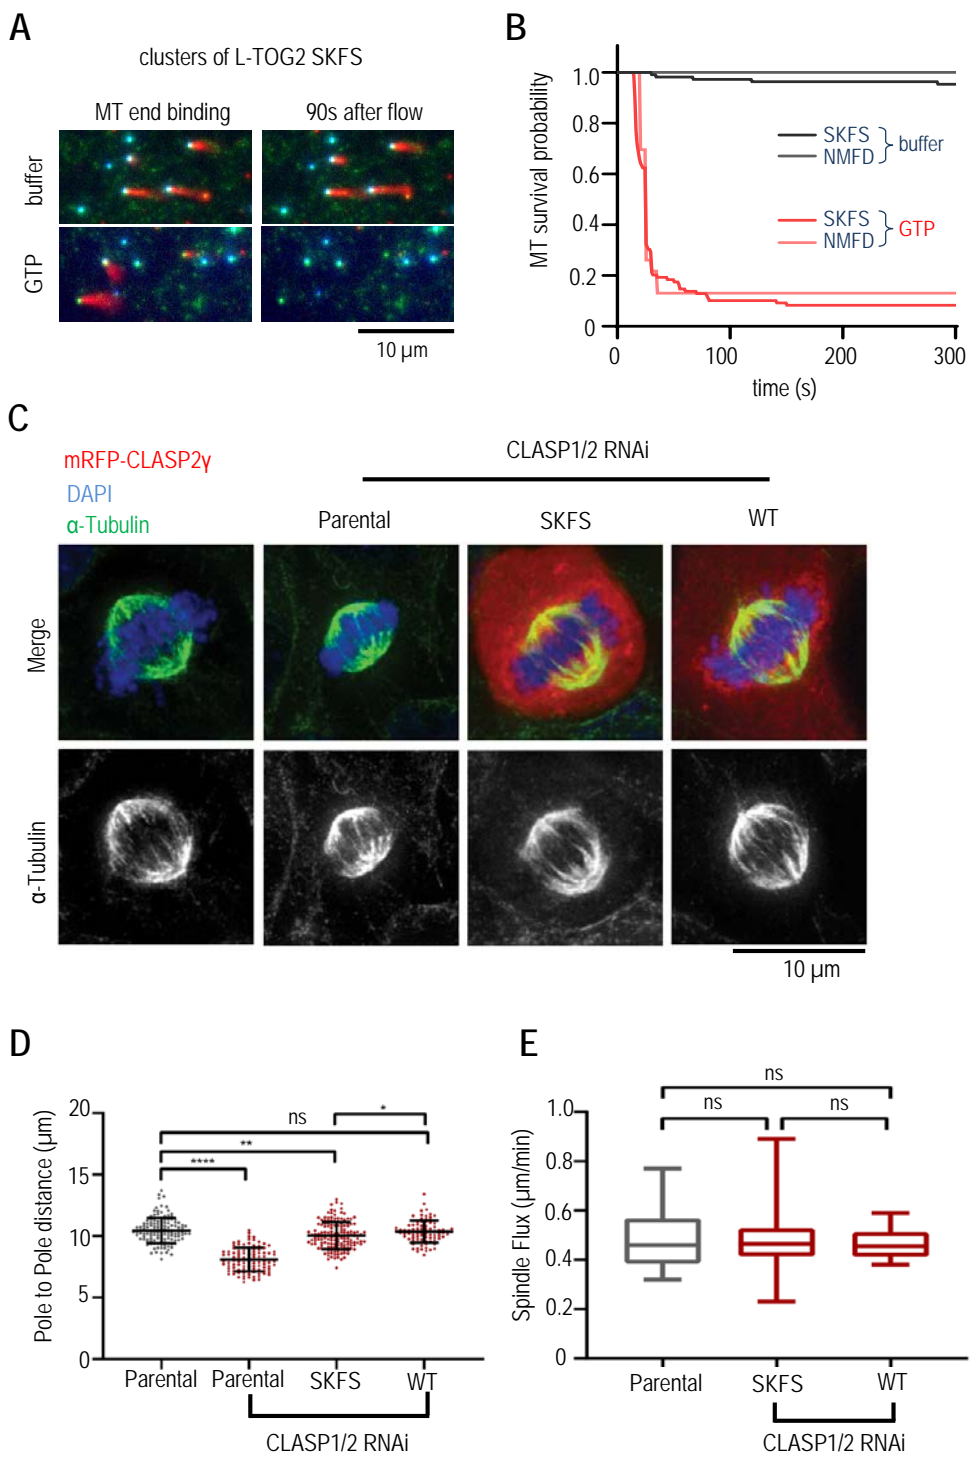 A
clusters of L-TOG2 SKFS
MT end binding
90s after flow
buffer
GTP
10 µm
B
MT survival probability
1.0
0.8
0.6
0.4
0.2
0
0
100
200
300
time (s)
SKFS
NMFD
buffer
SKFS
NMFD
GTP
C
mRFP-CLASP2γ
DAPI
α-Tubulin
CLASP1/2 RNAi
Parental
SKFS
WT
Merge
α-Tubulin
10 µm
D
Pole to Pole distance (µm)
20
15
10
5
0
*
ns
**
****
Parental
Parental
SKFS
WT
CLASP1/2 RNAi
E
Spindle Flux (µm/min)
1.0
0.8
0.6
0.4
0.2
0
ns
ns
ns
Parental
SKFS
WT
CLASP1/2 RNAi